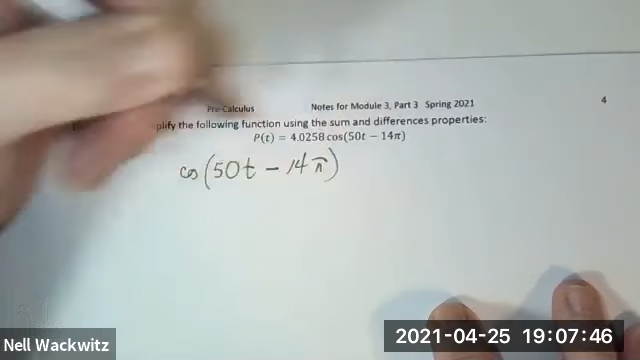 Pre-Calculus Notes for Module 3, Part 3 Spring 2021 4
plify the following function using the sum and differences properties:
P(t) = 4.0258 cos(50t − 14π)
cos (50t − 14π)
Nell Wackwitz
2021-04-25 19:07:46